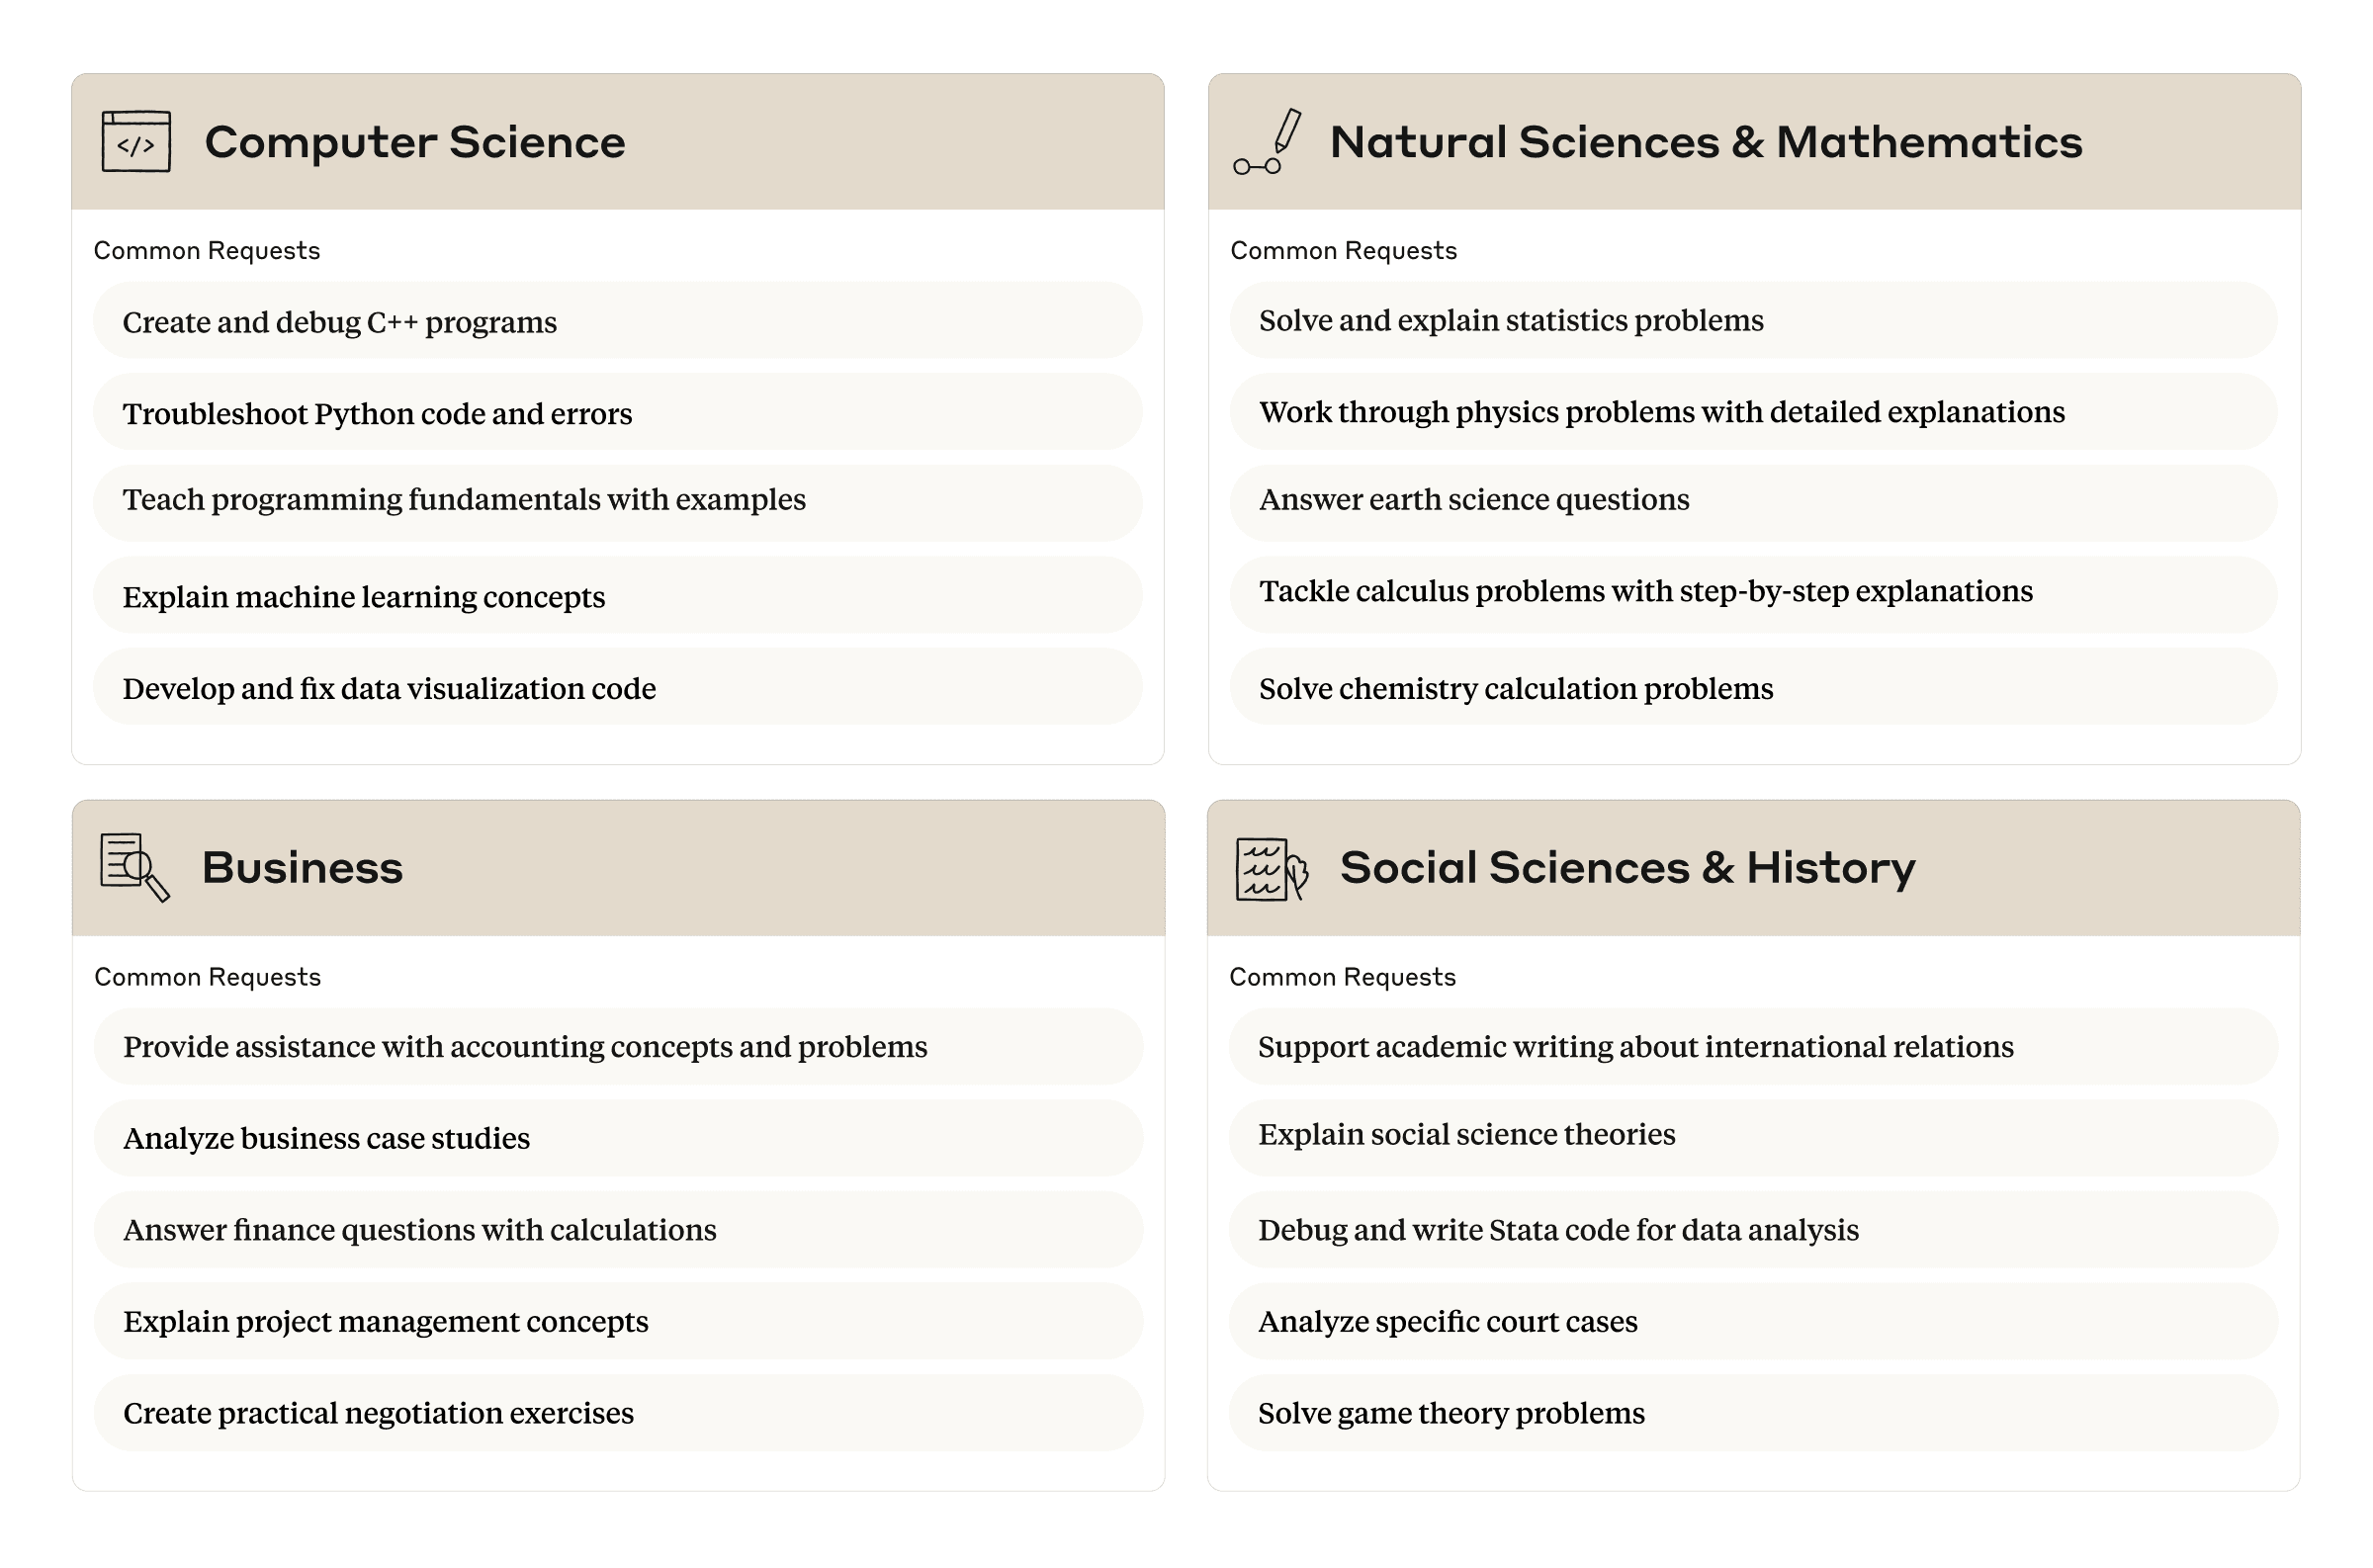 Computer Science
Common Requests
Create and debug C++ programs
Troubleshoot Python code and errors
Teach programming fundamentals with examples
Explain machine learning concepts
Develop and fix data visualization code
Natural Sciences & Mathematics
Common Requests
Solve and explain statistics problems
Work through physics problems with detailed explanations
Answer earth science questions
Tackle calculus problems with step-by-step explanations
Solve chemistry calculation problems
Business
Common Requests
Provide assistance with accounting concepts and problems
Analyze business case studies
Answer finance questions with calculations
Explain project management concepts
Create practical negotiation exercises
Social Sciences & History
Common Requests
Support academic writing about international relations
Explain social science theories
Debug and write Stata code for data analysis
Analyze specific court cases
Solve game theory problems